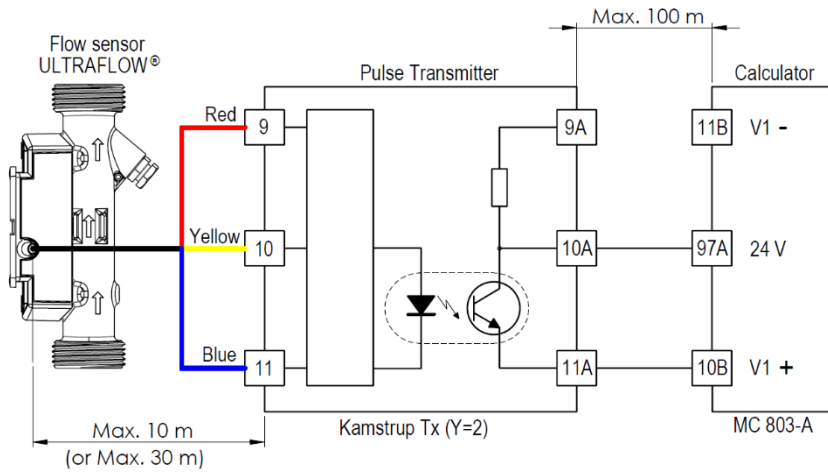 Max. 100 m
Flow sensor
ULTRAFLOW®
Pulse Transmitter
Calculator
Red
9
9A
11B
V1 -
Yellow
10
10A
97A
24 V
Blue
11
11A
10B
V1 +
Max. 10 m
(or Max. 30 m)
Kamstrup Tx (Y=2)
MC 803-A